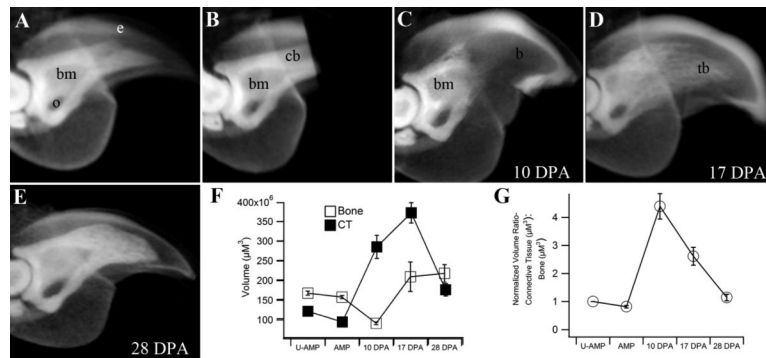 A
e
bm
o
B
cb
bm
C
b
bm
10 DPA
D
tb
17 DPA
E
28 DPA
F
Bone
CT
Volume (µM³)
400x10⁶
350
300
250
200
150
100
U-AMP AMP 10 DPA 17 DPA 28 DPA
G
Normalized Volume Ratio-
Connective Tissue (µM³):
Bone (µM³)
4
3
2
1
0
U-AMP AMP 10 DPA 17 DPA 28 DPA